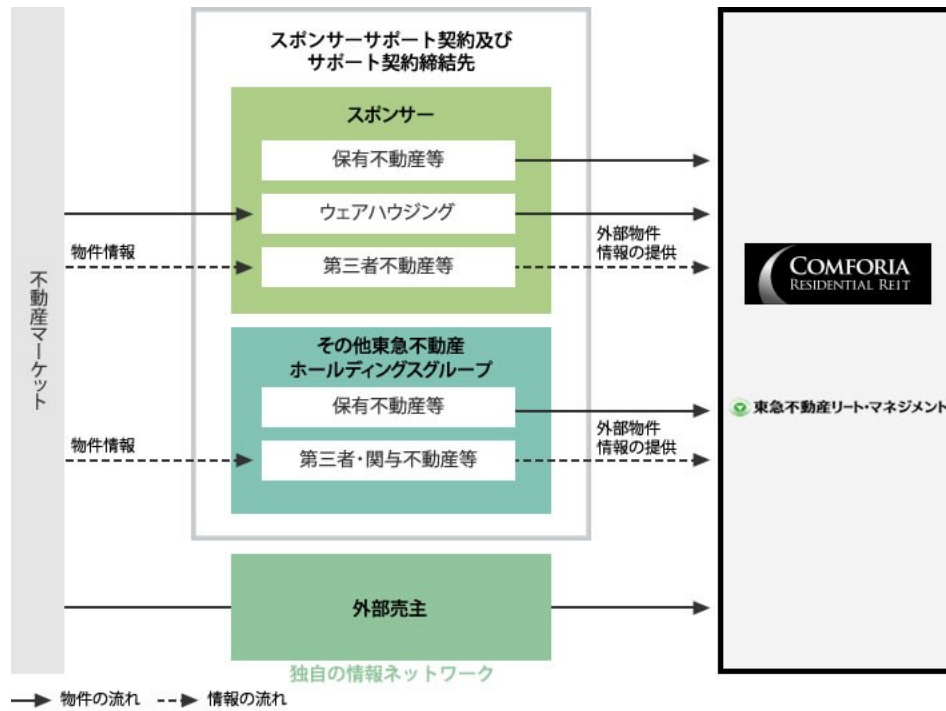 スポンサーサポート契約及び
サポート契約締結先
スポンサー
保有不動産等
ウェアハウジング
物件情報
第三者不動産等
外部物件
情報の提供
不動産マーケット
COMFORIA
RESIDENTIAL REIT
その他東急不動産
ホールディングスグループ
保有不動産等
物件情報
第三者・関与不動産等
外部物件
情報の提供
東急不動産リート・マネジメント
外部売主
独自の情報ネットワーク
物件の流れ
情報の流れ